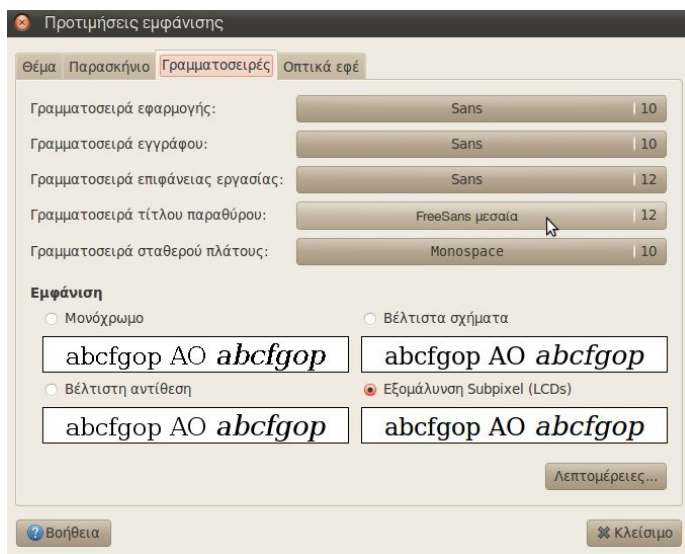 Προτιμήσεις εμφάνισης
Θέμα Παρασκήνιο Γραμματοσειρές Οπτικά εφέ
Γραμματοσειρά εφαρμογής: Sans 10
Γραμματοσειρά εγγράφου: Sans 10
Γραμματοσειρά επιφάνειας εργασίας: Sans 12
Γραμματοσειρά τίτλου παραθύρου: FreeSans μεσαία 12
Γραμματοσειρά σταθερού πλάτους: Monospace 10
Εμφάνιση
Μονόχρωμο Βέλτιστα σχήματα
abcfgop AO abcfgop abcfgop AO abcfgop
Βέλτιστη αντίθεση Εξομάλυνση Subpixel (LCDs)
abcfgop AO abcfgop abcfgop AO abcfgop
Λεπτομέρειες...
Βοήθεια Κλείσιμο